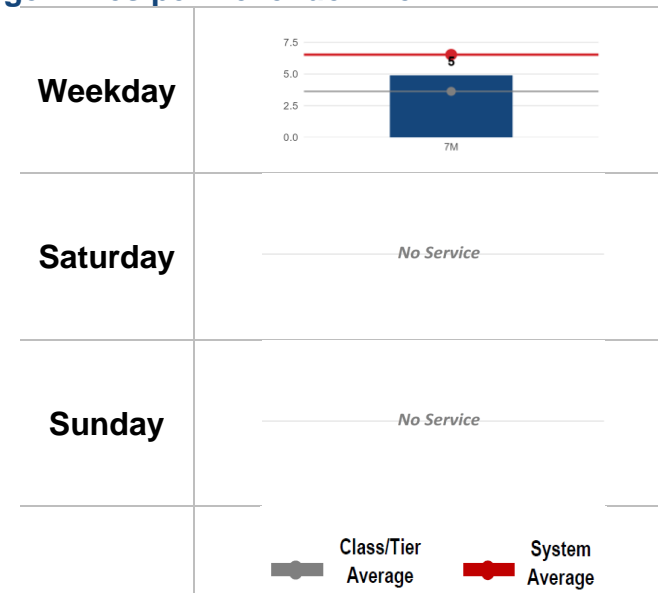 Weekday
7.5
5.0
2.5
0.0
5
7M
Saturday
No Service
Sunday
No Service
Class/Tier
Average
System
Average